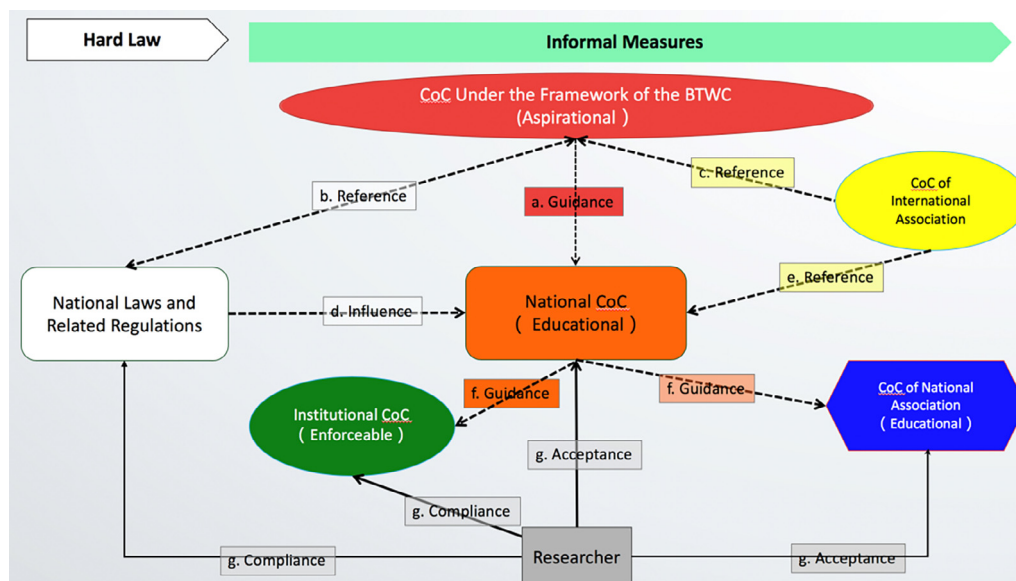 Hard Law
Informal Measures
CoC Under the Framework of the BTWC
(Aspirational )
c. Reference
b. Reference
a. Guidance
CoC of
International
Association
e. Reference
National Laws and
Related Regulations
d. Influence
National CoC
( Educational )
f. Guidance
f. Guidance
CoC of National
Association
( Educational )
Institutional CoC
( Enforceable )
g. Acceptance
g. Compliance
g. Compliance
Researcher
g. Acceptance